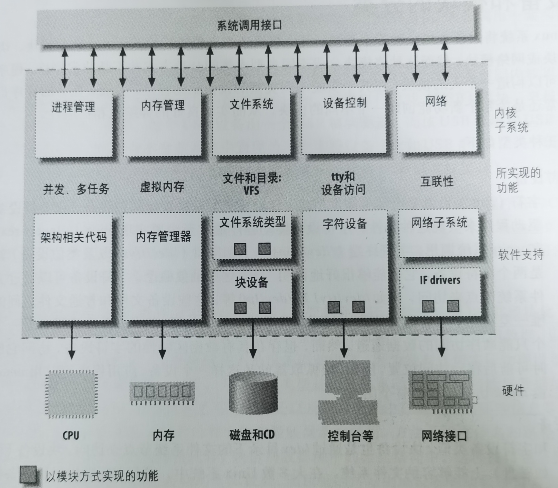 系统调用接口
进程管理
内存管理
文件系统
设备控制
网络
内核
子系统
并发、多任务
虚拟内存
文件和目录:
VFS
tty和
设备访问
互联性
所实现的
功能
架构相关代码
内存管理器
文件系统类型
字符设备
网络子系统
软件支持
块设备
IF drivers
CPU
内存
磁盘和CD
控制台等
网络接口
硬件
以模块方式实现的功能